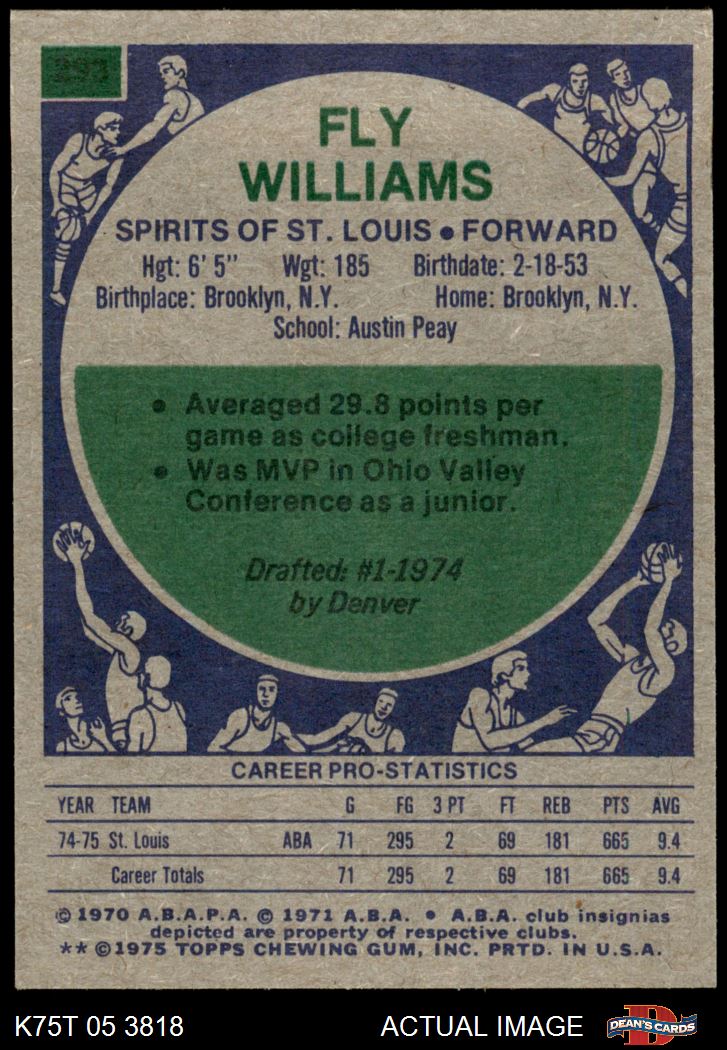 FLY
WILLIAMS
SPIRITS OF ST. LOUIS • FORWARD
Hgt: 6' 5" Wgt: 185 Birthdate: 2-18-53
Birthplace: Brooklyn, N.Y. Home: Brooklyn, N.Y.
School: Austin Peay
• Averaged 29.8 points per
game as college freshman.
• Was MVP in Ohio Valley
Conference as a junior.
Drafted: #1-1974
by Denver
CAREER PRO-STATISTICS
YEAR TEAM G FG 3 PT FT REB PTS AVG
74-75 St. Louis ABA 71 295 2 69 181 665 9.4
Career Totals 71 295 2 69 181 665 9.4
© 1970 A.B.A.P.A. © 1971 A.B.A. • A.B.A. club insignias
depicted are property of respective clubs.
** © 1975 TOPPS CHEWING GUM, INC. PRTD. IN U.S.A.
K75T 05 3818 ACTUAL IMAGE DEAN'S CARDS